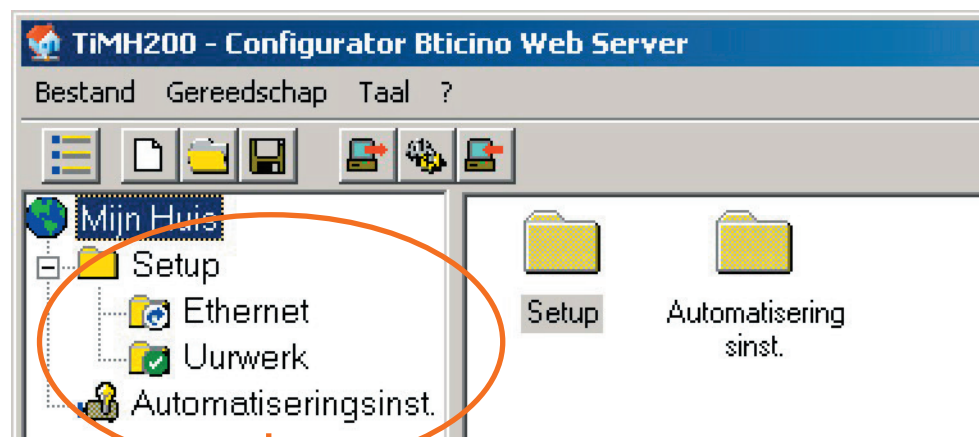 TiMH200 - Configurator Bticino Web Server
Bestand Gereedschap Taal ?
Mijn Huis
Setup
Ethernet
Uurwerk
Automatiseringsinst.
Setup
Automatisering
sinst.